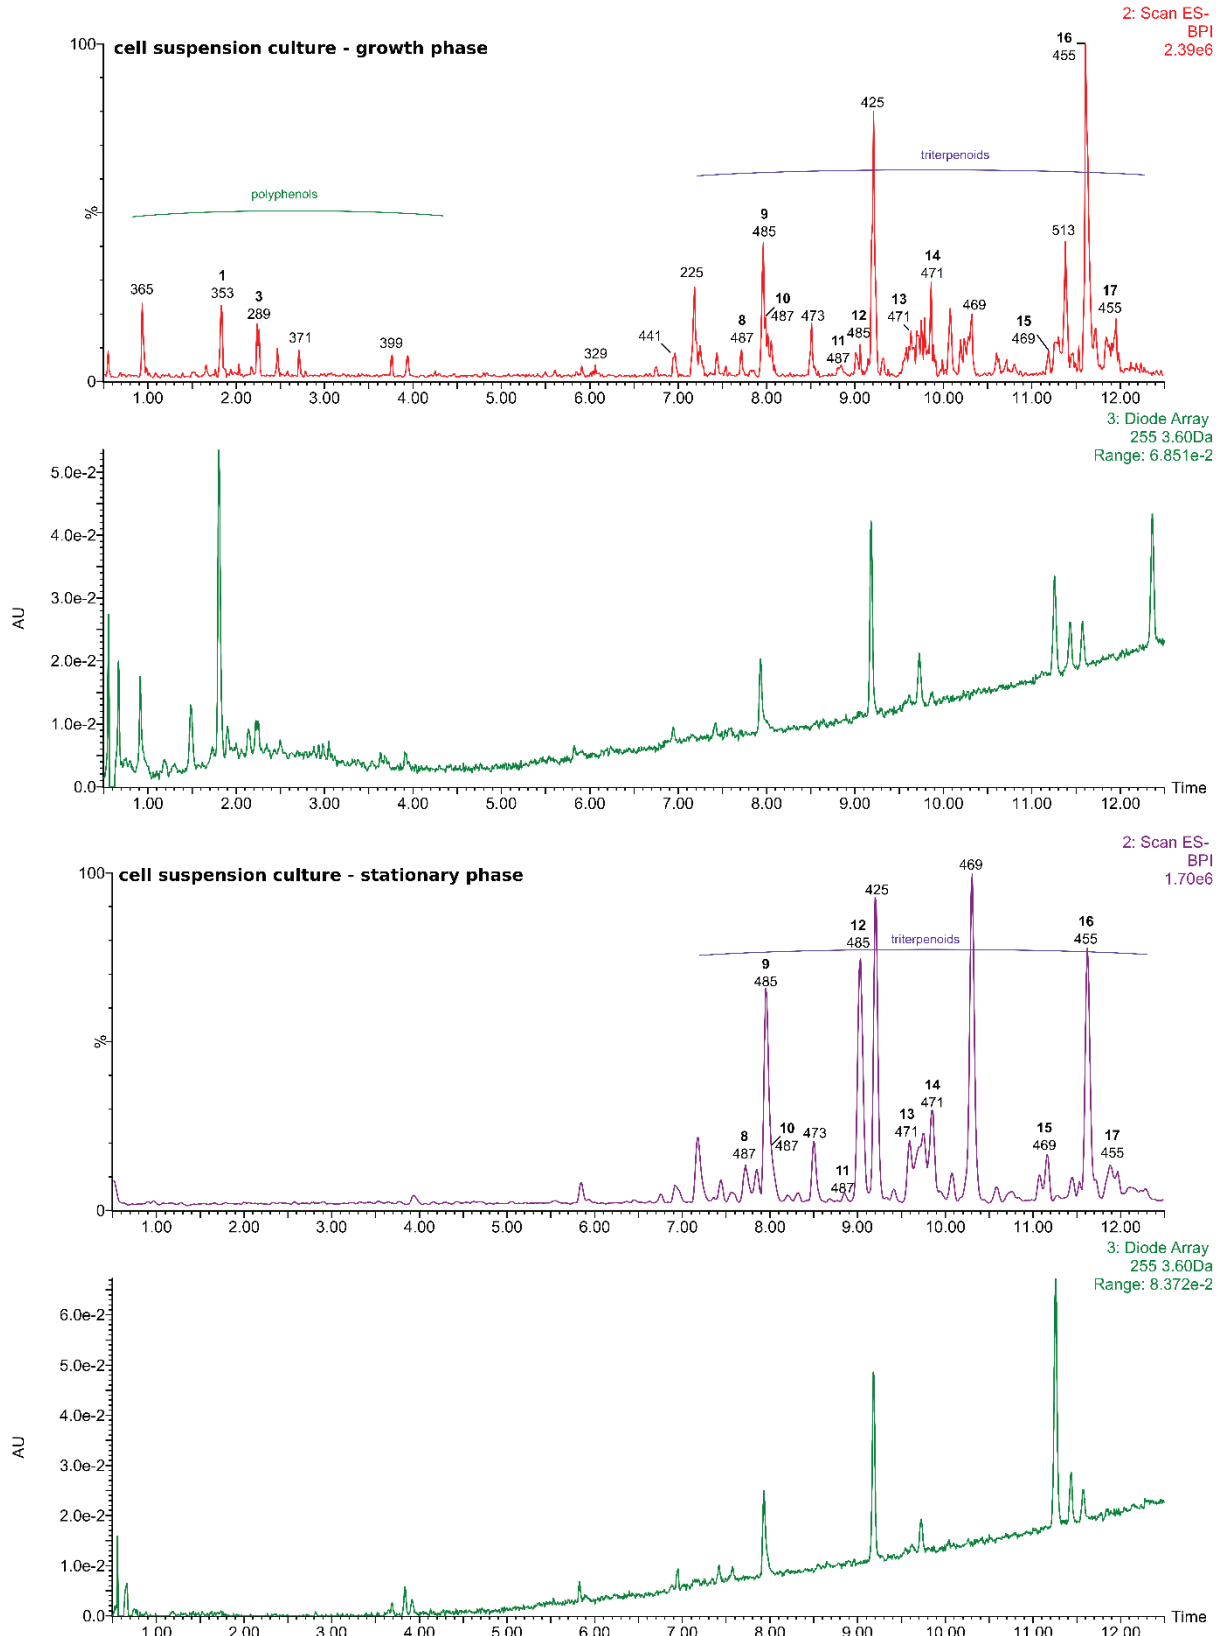 2: Scan ES-
BPI
2.39e6
cell suspension culture - growth phase
100
%
0
polyphenols
triterpenoids
365
1
353
3
289
371
399
329
441
225
8
487
9
485
10
487
473
11
487
12
485
425
13
471
14
471
469
15
469
513
16
455
17
455
1.00 2.00 3.00 4.00 5.00 6.00 7.00 8.00 9.00 10.00 11.00 12.00
3: Diode Array
255 3.60Da
Range: 6.851e-2
AU
5.0e-2
4.0e-2
3.0e-2
2.0e-2
1.0e-2
0.0
1.00 2.00 3.00 4.00 5.00 6.00 7.00 8.00 9.00 10.00 11.00 12.00
Time
2: Scan ES-
BPI
1.70e6
cell suspension culture - stationary phase
100
%
0
triterpenoids
8
487
9
485
10
487
473
11
487
12
485
425
13
471
14
471
469
15
469
16
455
17
455
1.00 2.00 3.00 4.00 5.00 6.00 7.00 8.00 9.00 10.00 11.00 12.00
3: Diode Array
255 3.60Da
Range: 8.372e-2
AU
6.0e-2
5.0e-2
4.0e-2
3.0e-2
2.0e-2
1.0e-2
0.0
1.00 2.00 3.00 4.00 5.00 6.00 7.00 8.00 9.00 10.00 11.00 12.00
Time